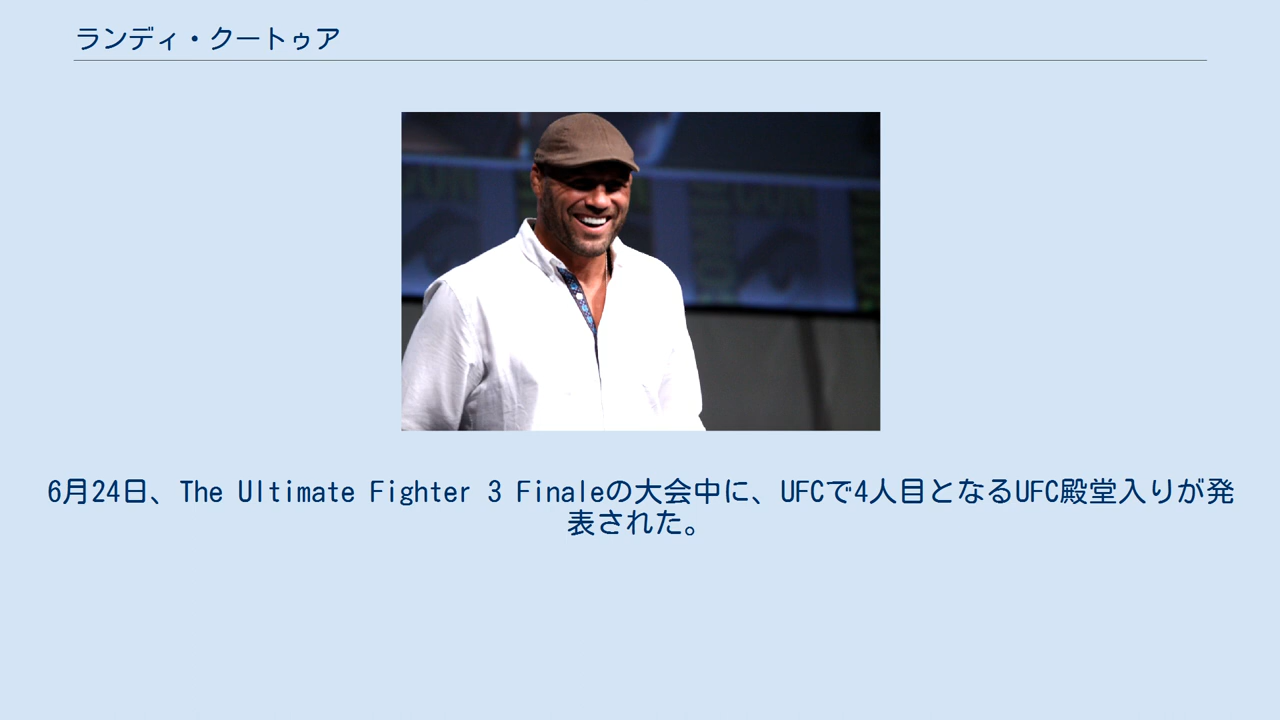 ランディ・クートゥア
6月24日、The Ultimate Fighter 3 Finaleの大会中に、UFCで4人目となるUFC殿堂入りが発
表された。